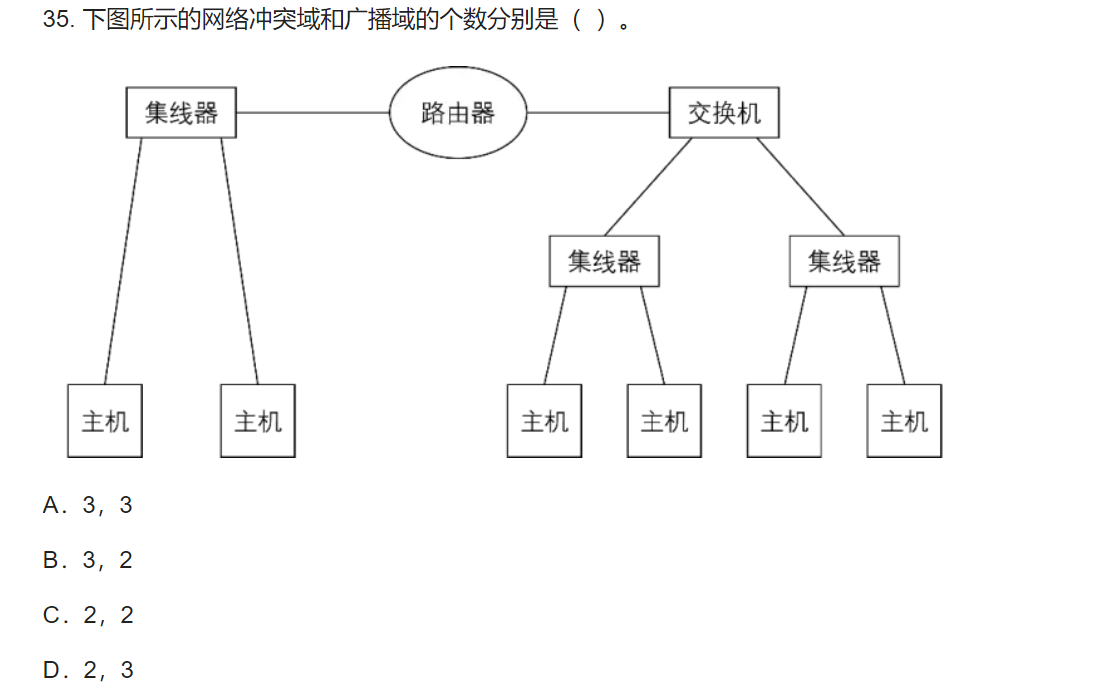 35. 下图所示的网络冲突域和广播域的个数分别是（ ）。
集线器
路由器
交换机
集线器
集线器
主机
主机
主机
主机
主机
主机
A. 3，3
B. 3，2
C. 2，2
D. 2，3